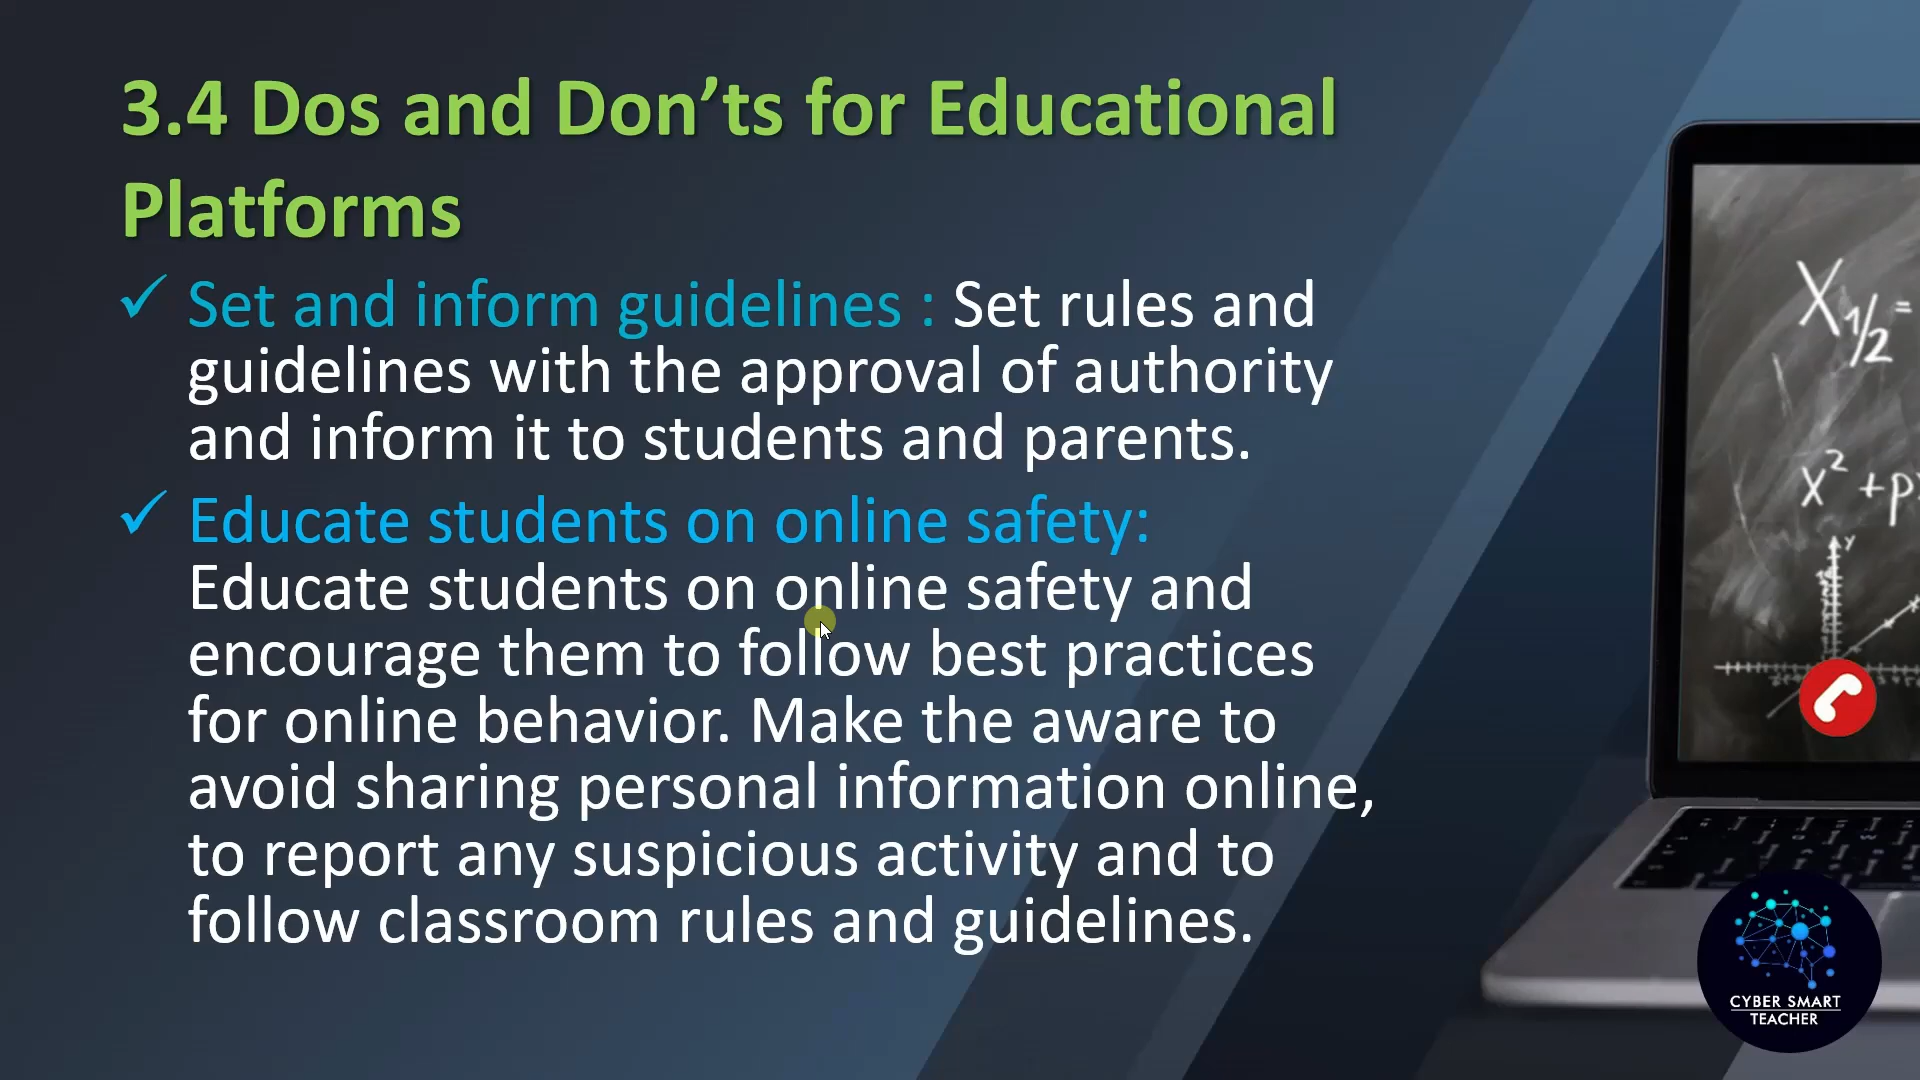 3.4 Dos and Don’ts for Educational
Platforms
✓ Set and inform guidelines : Set rules and
guidelines with the approval of authority
and inform it to students and parents.
✓ Educate students on online safety:
Educate students on online safety and
encourage them to follow best practices
for online behavior. Make the aware to
avoid sharing personal information online,
to report any suspicious activity and to
follow classroom rules and guidelines.
X 1/2 =
x² + p
y
CYBER SMART
TEACHER